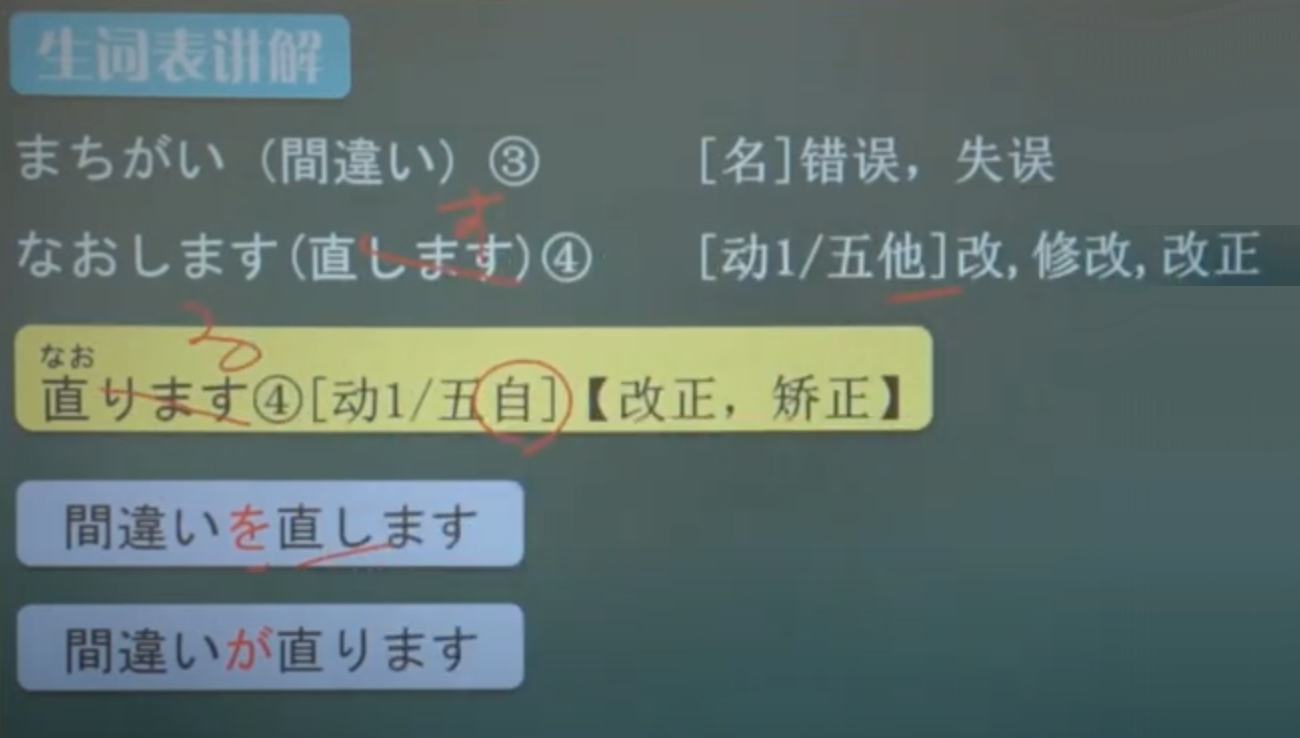 生词表讲解
まちがい（間違い）③ [名]错误，失误
す
なおします(直します)④ [动1/五他]改,修改,改正
る
なお
直ります④[动1/五自]【改正，矫正】
間違いを直します
間違いが直ります